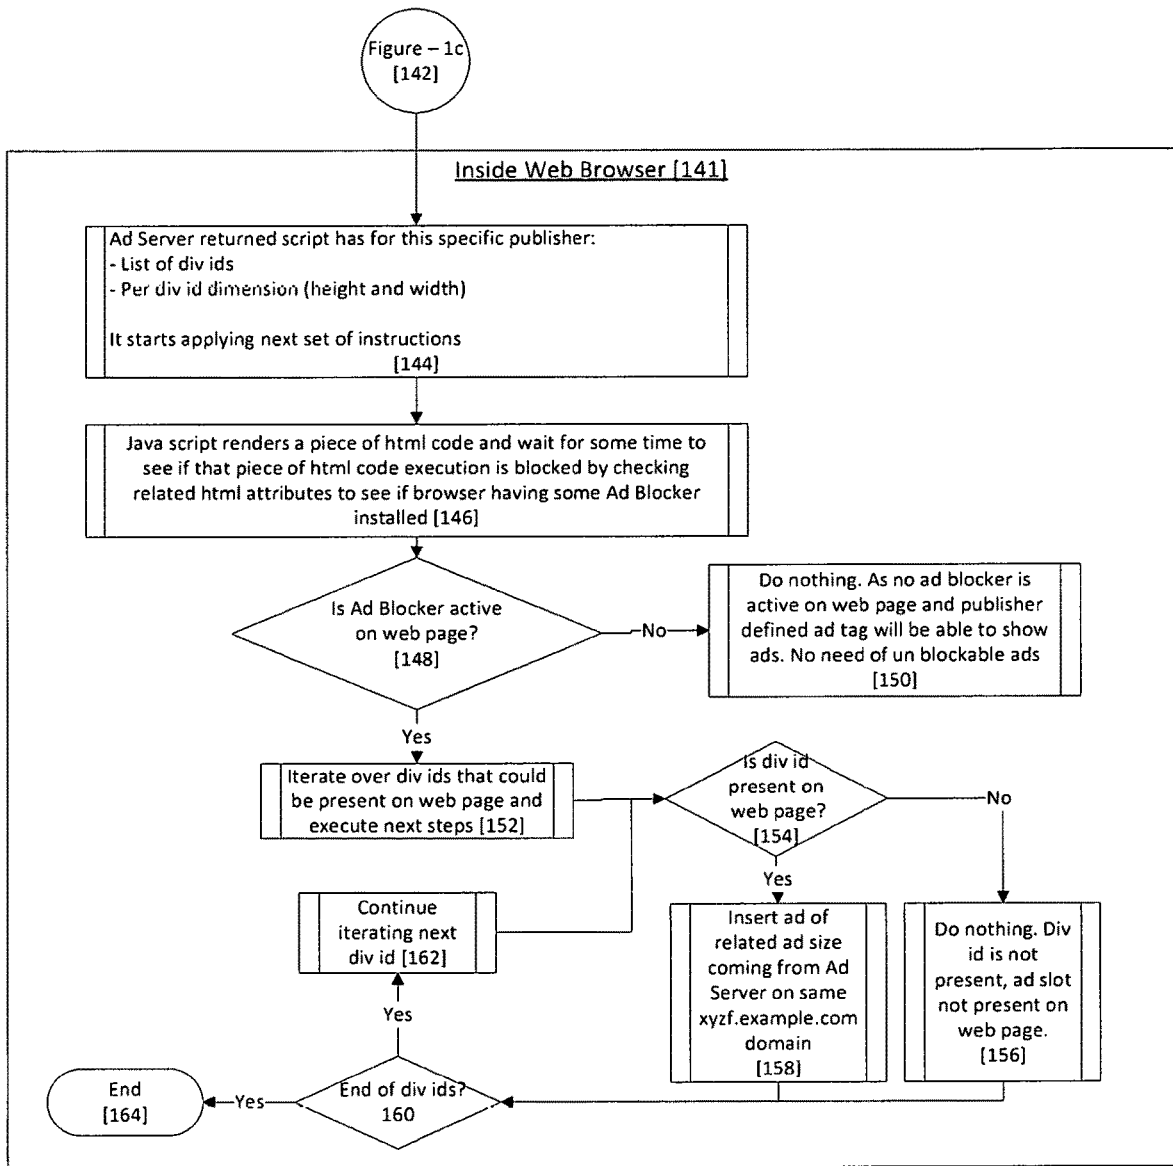 Figure – 1c
[142]
Inside Web Browser [141]
Ad Server returned script has for this specific publisher:
- List of div ids
- Per div id dimension (height and width)
It starts applying next set of instructions
[144]
Java script renders a piece of html code and wait for some time to
see if that piece of html code execution is blocked by checking
related html attributes to see if browser having some Ad Blocker
installed [146]
Is Ad Blocker active
on web page?
[148]
No
Do nothing. As no ad blocker is
active on web page and publisher
defined ad tag will be able to show
ads. No need of un blockable ads
[150]
Yes
Iterate over div ids that could
be present on web page and
execute next steps [152]
Is div id
present on
web page?
[154]
No
Yes
Continue
iterating next
div id [162]
Insert ad of
related ad size
coming from Ad
Server on same
xyzf.example.com
domain
[158]
Do nothing. Div
id is not
present, ad slot
not present on
web page.
[156]
Yes
End of div ids?
160
Yes
End
[164]